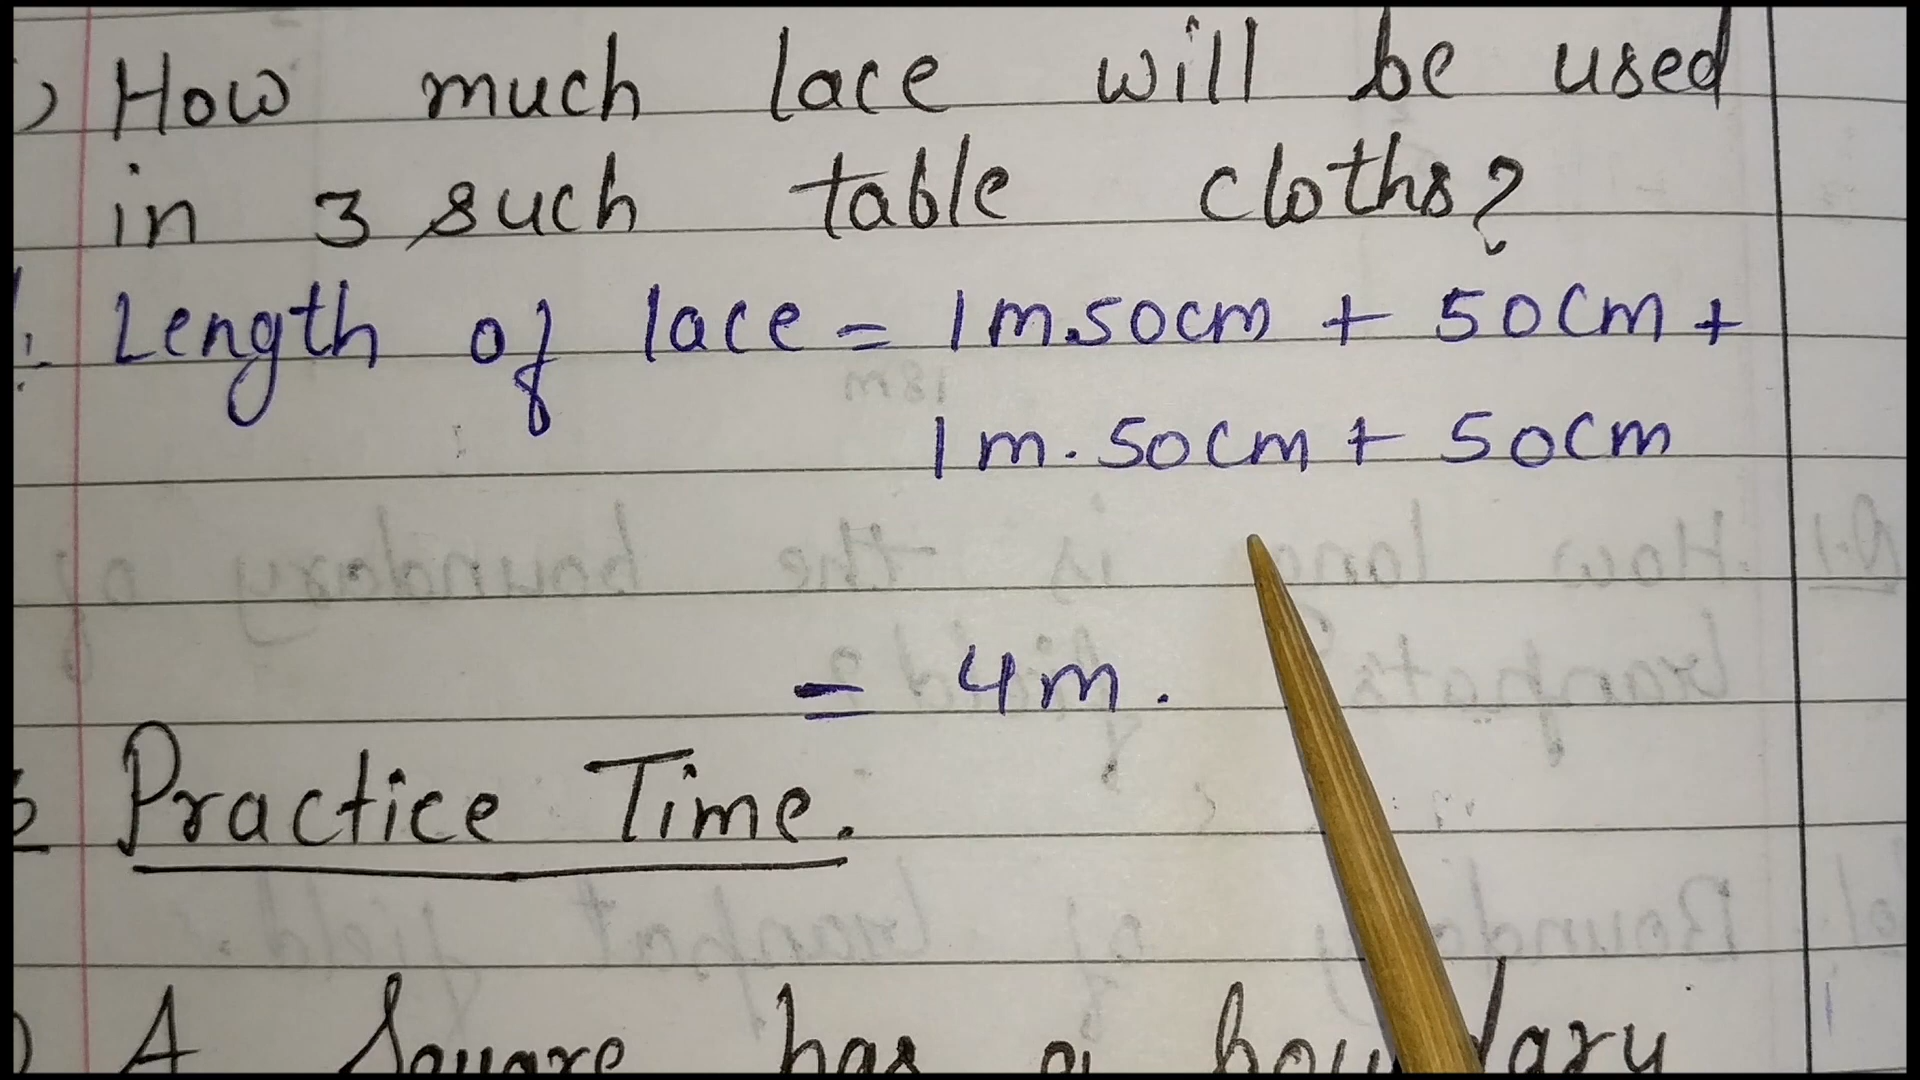 How much lace will be used
in 3 such table cloths?
Length of lace = 1m.50cm + 50cm +
1m. 50cm + 50cm
= 4m.
Practice Time.
A Square has a boundary